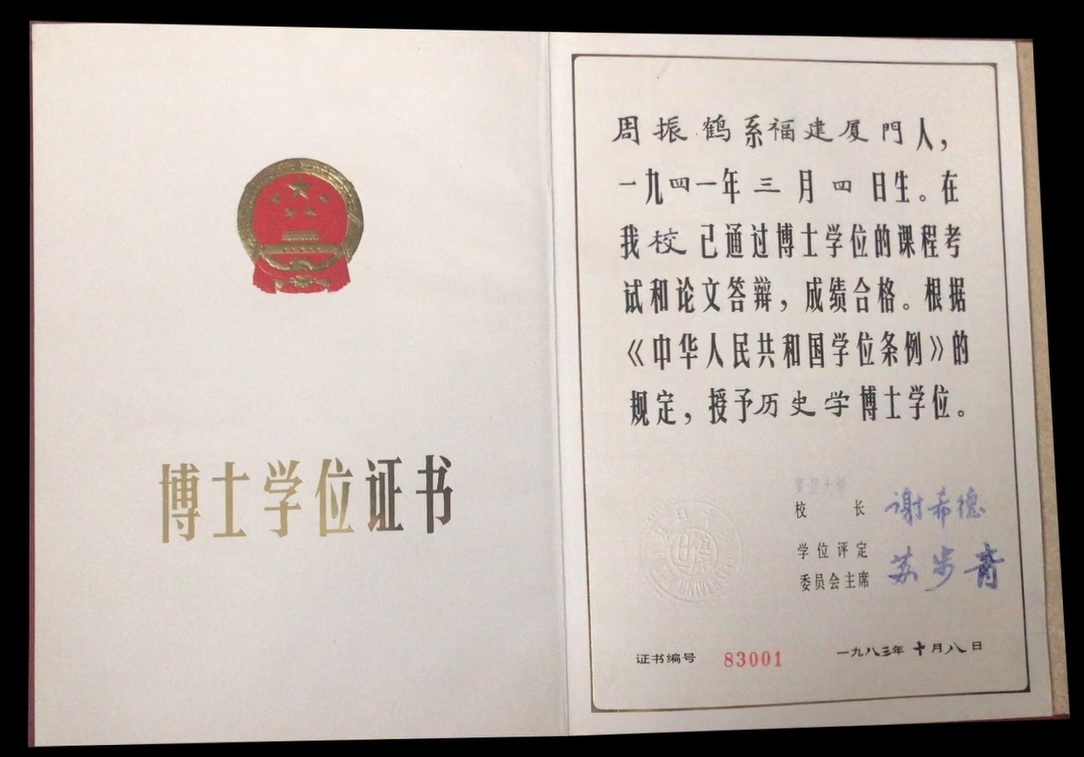 博士学位证书
周振鹤系福建厦門人，
一九四一年三月四日生。在
我校已通过博士学位的课程考
试和论文答辩，成绩合格。根据
《中华人民共和国学位条例》的
规定，授予历史学博士学位。
复旦大学
校长 谢希德
学位评定
委员会主席 苏步青
证书编号 83001 一九八三年十月八日